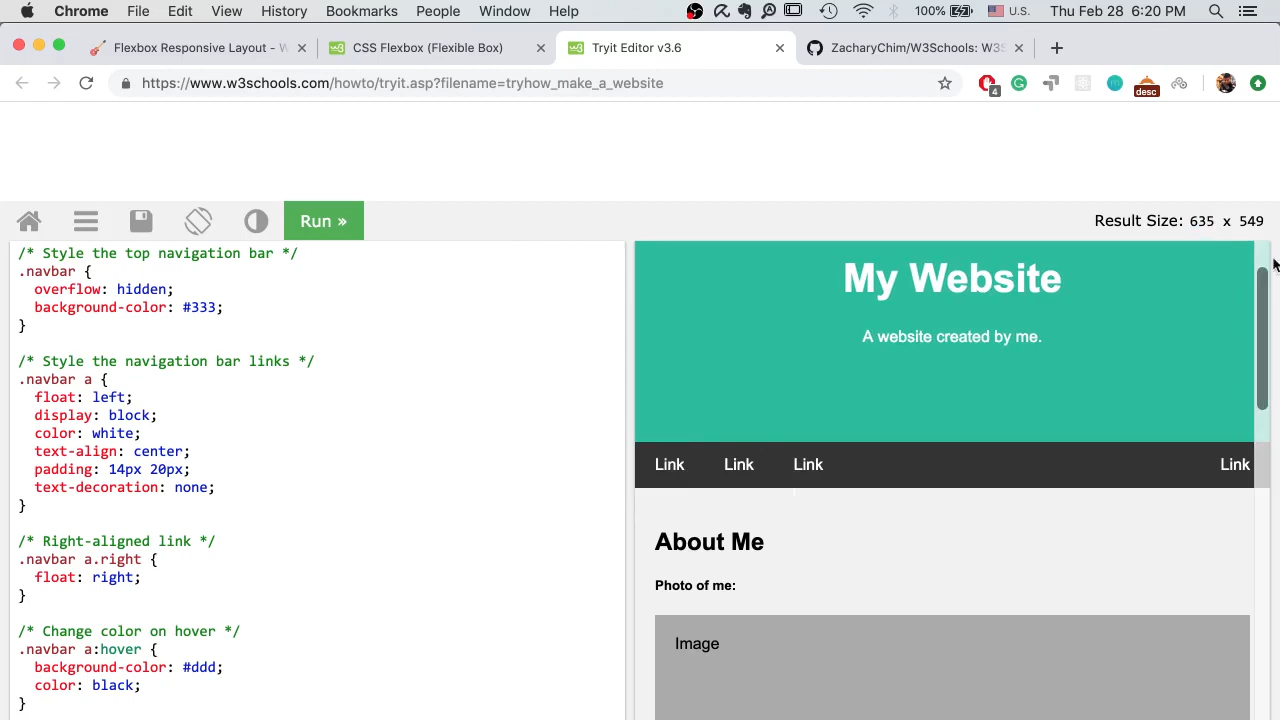 Chrome File Edit View History Bookmarks People Window Help 100% U.S. Thu Feb 28 6:20 PM
Flexbox Responsive Layout - W CSS Flexbox (Flexible Box) Tryit Editor v3.6 ZacharyChim/W3Schools: W3S
https://www.w3schools.com/howto/tryit.asp?filename=tryhow_make_a_website 4 desc
Run » Result Size: 635 x 549
/* Style the top navigation bar */
.navbar {
  overflow: hidden;
  background-color: #333;
}
/* Style the navigation bar links */
.navbar a {
  float: left;
  display: block;
  color: white;
  text-align: center;
  padding: 14px 20px;
  text-decoration: none;
}
/* Right-aligned link */
.navbar a.right {
  float: right;
}
/* Change color on hover */
.navbar a:hover {
  background-color: #ddd;
  color: black;
}
My Website
A website created by me.
Link Link Link Link
About Me
Photo of me:
Image